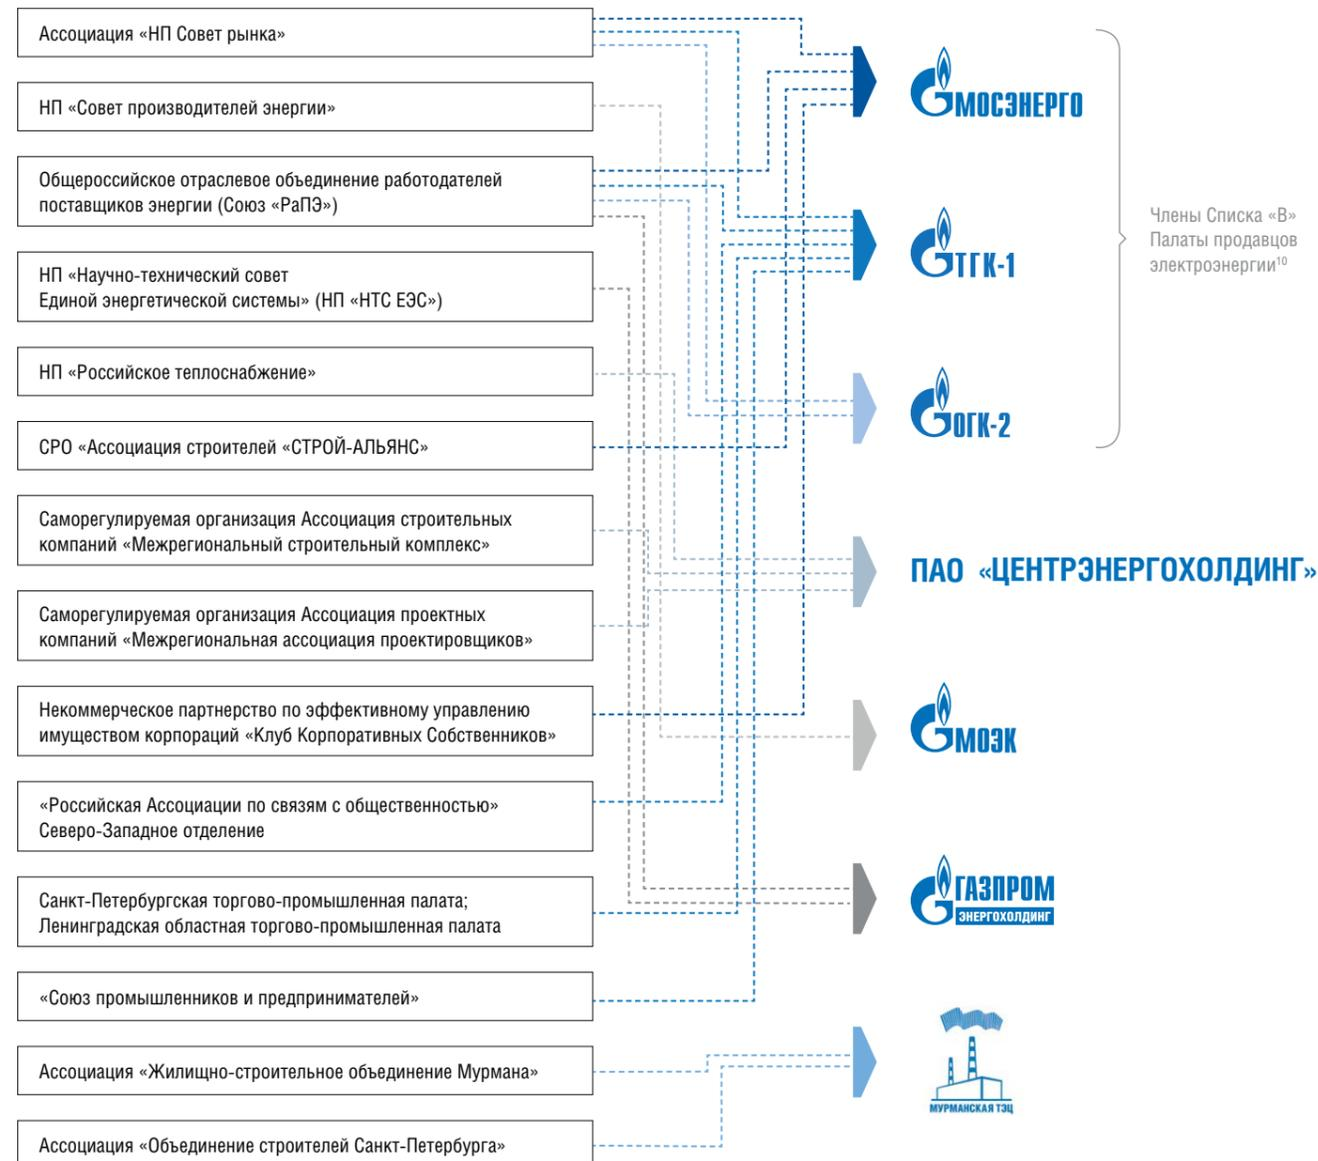 Ассоциация «НП Совет рынка»
НП «Совет производителей энергии»
Общероссийское отраслевое объединение работодателей
поставщиков энергии (Союз «РаПЭ»)
НП «Научно-технический совет
Единой энергетической системы» (НП «НТС ЕЭС»)
НП «Российское теплоснабжение»
СРО «Ассоциация строителей «СТРОЙ-АЛЬЯНС»
Саморегулируемая организация Ассоциация строительных
компаний «Межрегиональный строительный комплекс»
Саморегулируемая организация Ассоциация проектных
компаний «Межрегиональная ассоциация проектировщиков»
Некоммерческое партнерство по эффективному управлению
имуществом корпораций «Клуб Корпоративных Собственников»
«Российская Ассоциации по связям с общественностью»
Северо-Западное отделение
Санкт-Петербургская торгово-промышленная палата;
Ленинградская областная торгово-промышленная палата
«Союз промышленников и предпринимателей»
Ассоциация «Жилищно-строительное объединение Мурмана»
Ассоциация «Объединение строителей Санкт-Петербурга»
МОСЭНЕРГО
ТГК-1
ОГК-2
ПАО «ЦЕНТРЭНЕРГОХОЛДИНГ»
МОЭК
ГАЗПРОМ
ЭНЕРГОХОЛДИНГ
МУРМАНСКАЯ ТЭЦ
Члены Списка «В»
Палаты продавцов
электроэнергии¹⁰